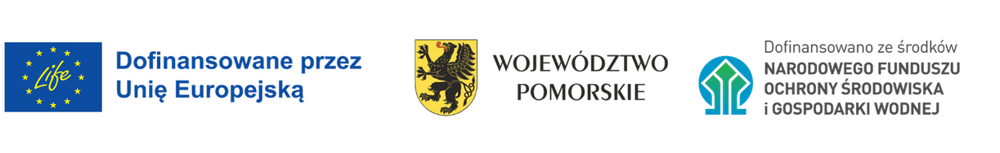 Life
Dofinansowane przez
Unię Europejską
WOJEWÓDZTWO
POMORSKIE
Dofinansowano ze środków
NARODOWEGO FUNDUSZU
OCHRONY ŚRODOWISKA
i GOSPODARKI WODNEJ